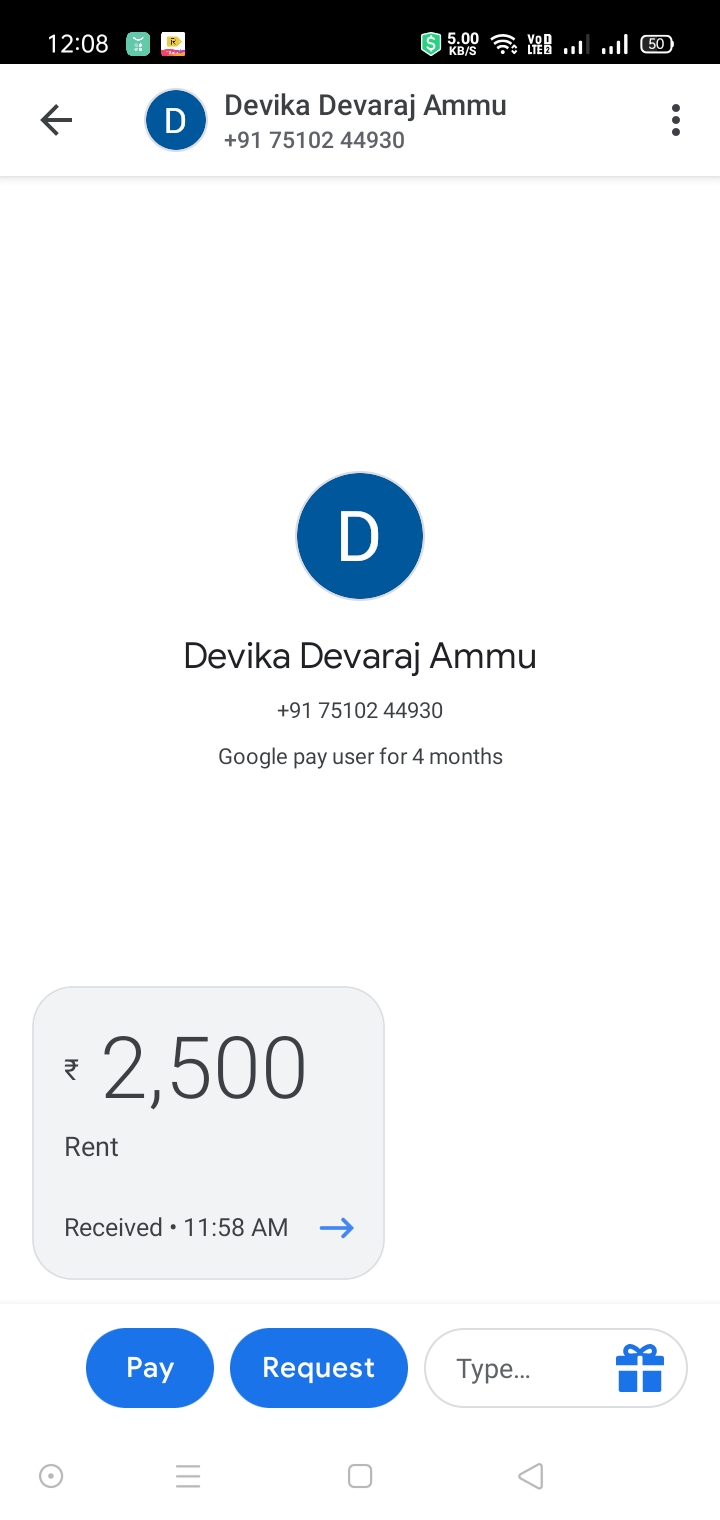 12:08
5.00
KB/S
VoD
LTE2
50
D
Devika Devaraj Ammu
+91 75102 44930
D
Devika Devaraj Ammu
+91 75102 44930
Google pay user for 4 months
₹ 2,500
Rent
Received • 11:58 AM
Pay
Request
Type...